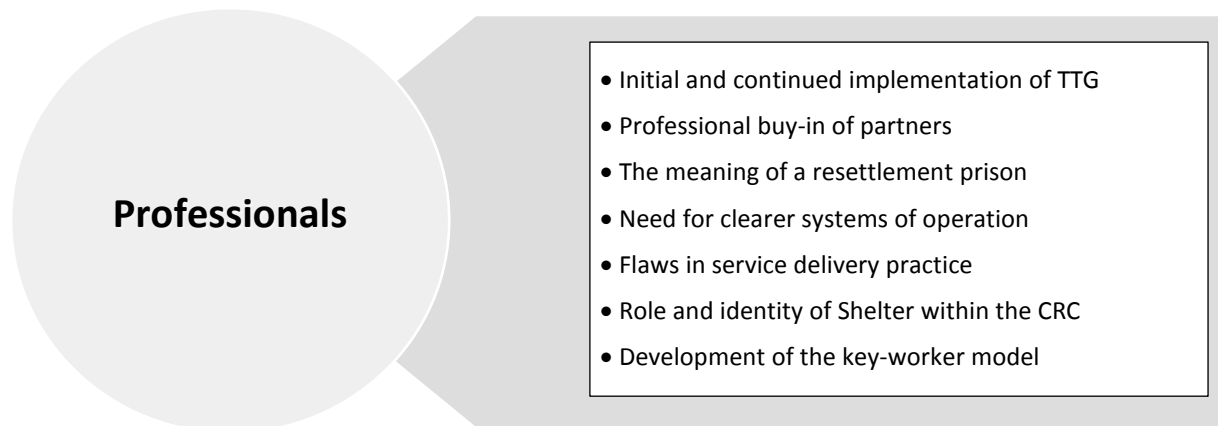 Professionals
• Initial and continued implementation of TTG
• Professional buy-in of partners
• The meaning of a resettlement prison
• Need for clearer systems of operation
• Flaws in service delivery practice
• Role and identity of Shelter within the CRC
• Development of the key-worker model